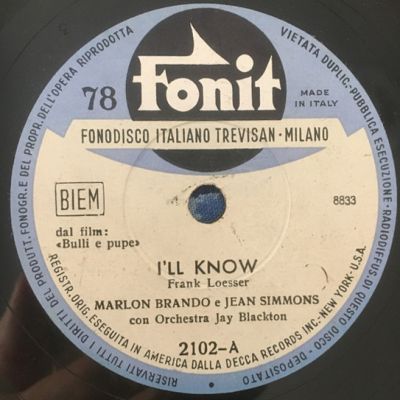 RISERVATI TUTTI I DIRITTI DEL PRODUTT. FONOGR. E DEL PROPR. DELL'OPERA RIPRODOTTA
VIETATA DUPLIC.-PUBBLICA ESECUZIONE-RADIODIFFUS. DI QUESTO DISCO - DEPOSITATO
78
Fonit
MADE
IN ITALY
FONODISCO ITALIANO TREVISAN · MILANO
BIEM
8833
dal film:
«Bulli e pupe»
I'LL KNOW
Frank Loesser
MARLON BRANDO e JEAN SIMMONS
con Orchestra Jay Blackton
2102-A
REGISTR. ORIG. ESEGUITA IN AMERICA DALLA DECCA RECORDS INC.-NEW-YORK-U.S.A.